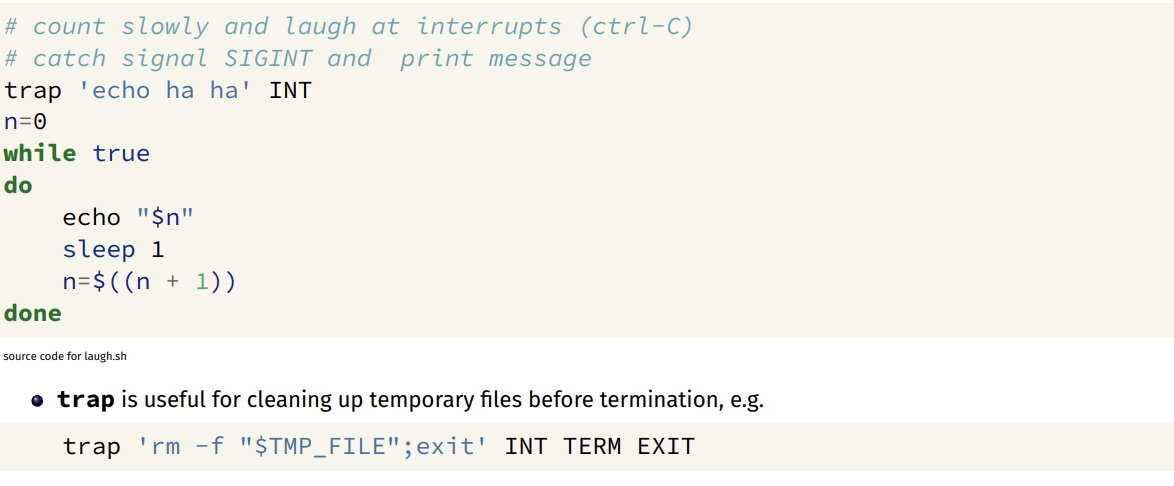 # count slowly and laugh at interrupts (ctrl-C)
# catch signal SIGINT and  print message
trap 'echo ha ha' INT
n=0
while true
do
    echo "$n"
    sleep 1
    n=$((n + 1))
done
source code for laugh.sh
• trap is useful for cleaning up temporary files before termination, e.g.
    trap 'rm -f "$TMP_FILE";exit' INT TERM EXIT